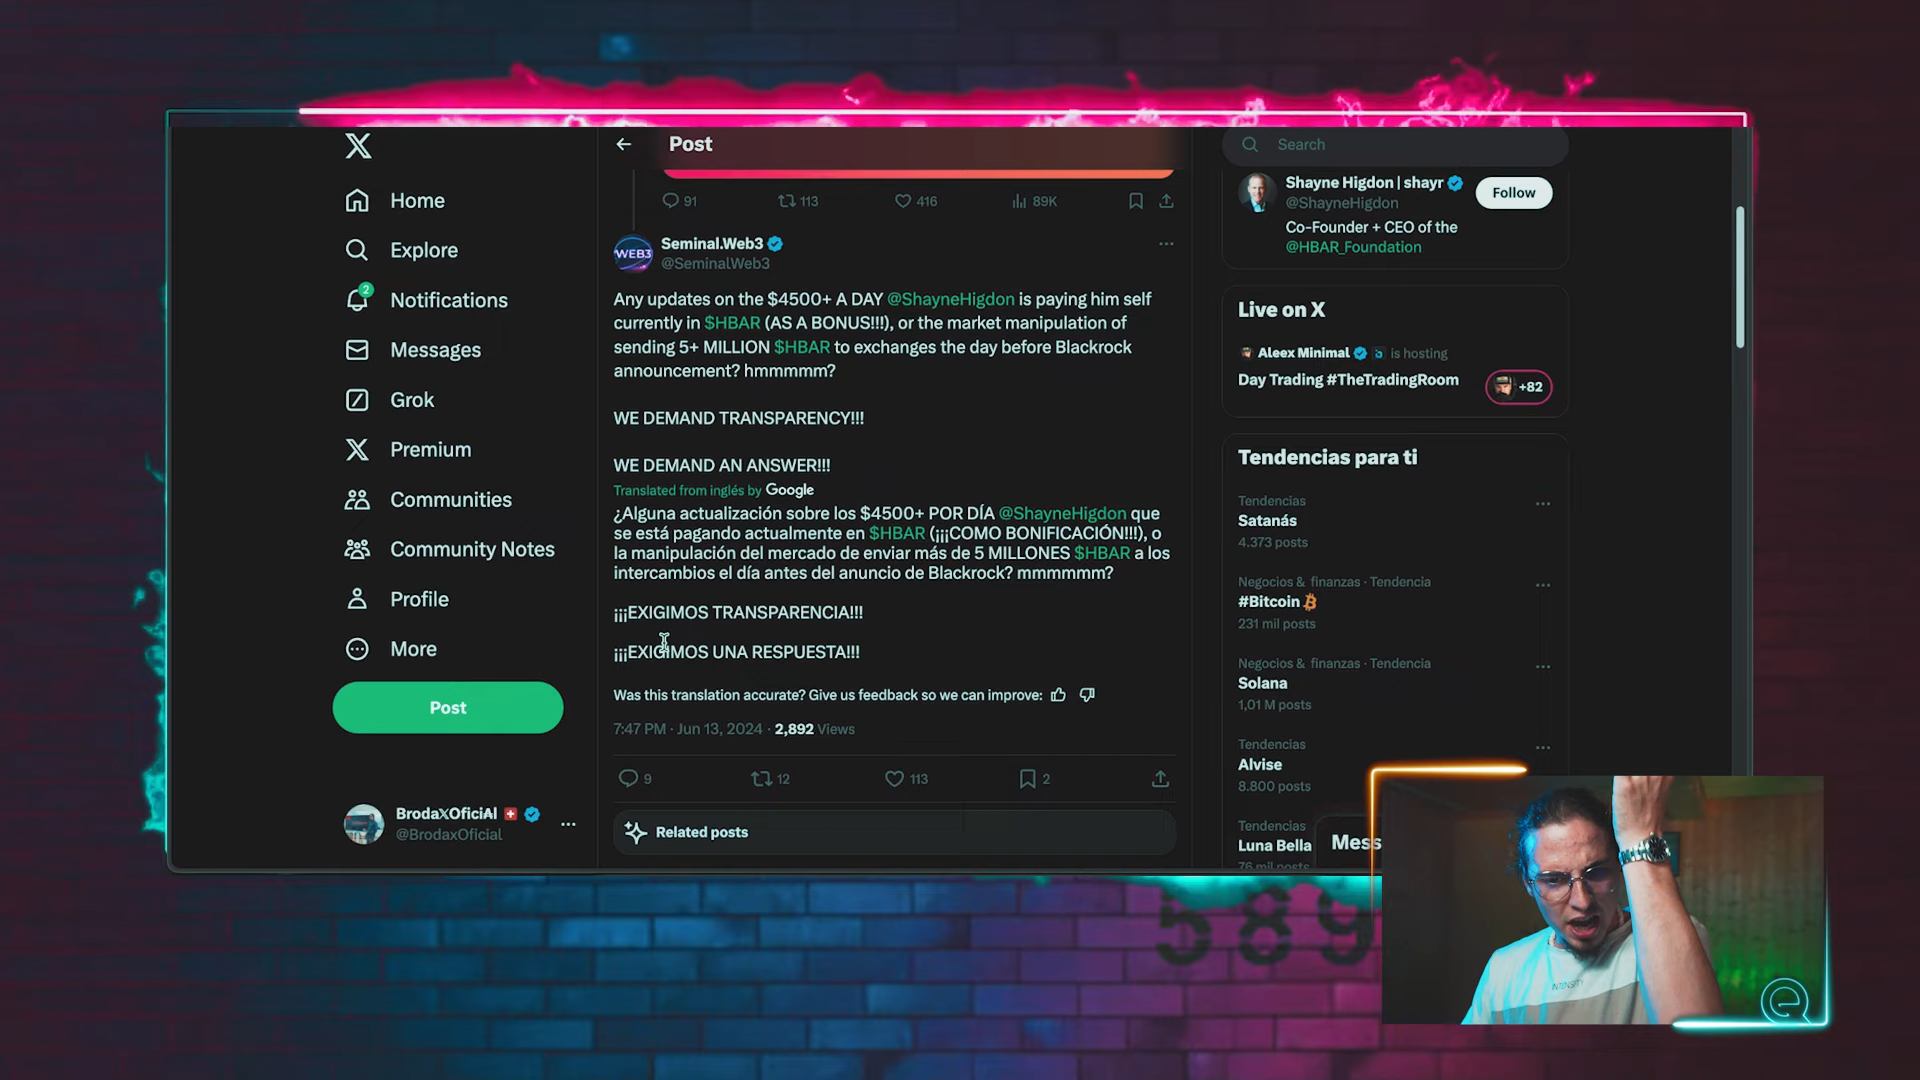 Home
Explore
2
Notifications
Messages
Grok
Premium
Communities
Community Notes
Profile
More
Post
BrodaXOficiAl
@BrodaxOficial
Post
91
113
416
89K
WEB3
Seminal.Web3
@SeminalWeb3
Any updates on the $4500+ A DAY @ShayneHigdon is paying him self
currently in $HBAR (AS A BONUS!!!), or the market manipulation of
sending 5+ MILLION $HBAR to exchanges the day before Blackrock
announcement? hmmmmm?
WE DEMAND TRANSPARENCY!!!
WE DEMAND AN ANSWER!!!
Translated from inglés by Google
¿Alguna actualización sobre los $4500+ POR DÍA @ShayneHigdon que
se está pagando actualmente en $HBAR (¡¡¡COMO BONIFICACIÓN!!!), o
la manipulación del mercado de enviar más de 5 MILLONES $HBAR a los
intercambios el día antes del anuncio de Blackrock? mmmmmm?
¡¡¡EXIGIMOS TRANSPARENCIA!!!
¡¡¡EXIGIMOS UNA RESPUESTA!!!
Was this translation accurate? Give us feedback so we can improve:
7:47 PM · Jun 13, 2024 · 2,892 Views
9
12
113
2
Related posts
Search
Shayne Higdon | shayr
@ShayneHigdon
Follow
Co-Founder + CEO of the
@HBAR_Foundation
Live on X
Aleex Minimal is hosting
Day Trading #TheTradingRoom
+82
Tendencias para ti
Tendencias
Satanás
4.373 posts
Negocios & finanzas · Tendencia
#Bitcoin
231 mil posts
Negocios & finanzas · Tendencia
Solana
1,01 M posts
Tendencias
Alvise
8.800 posts
Tendencias
Luna Bella
76 mil posts
Mess
589
INTENSITY